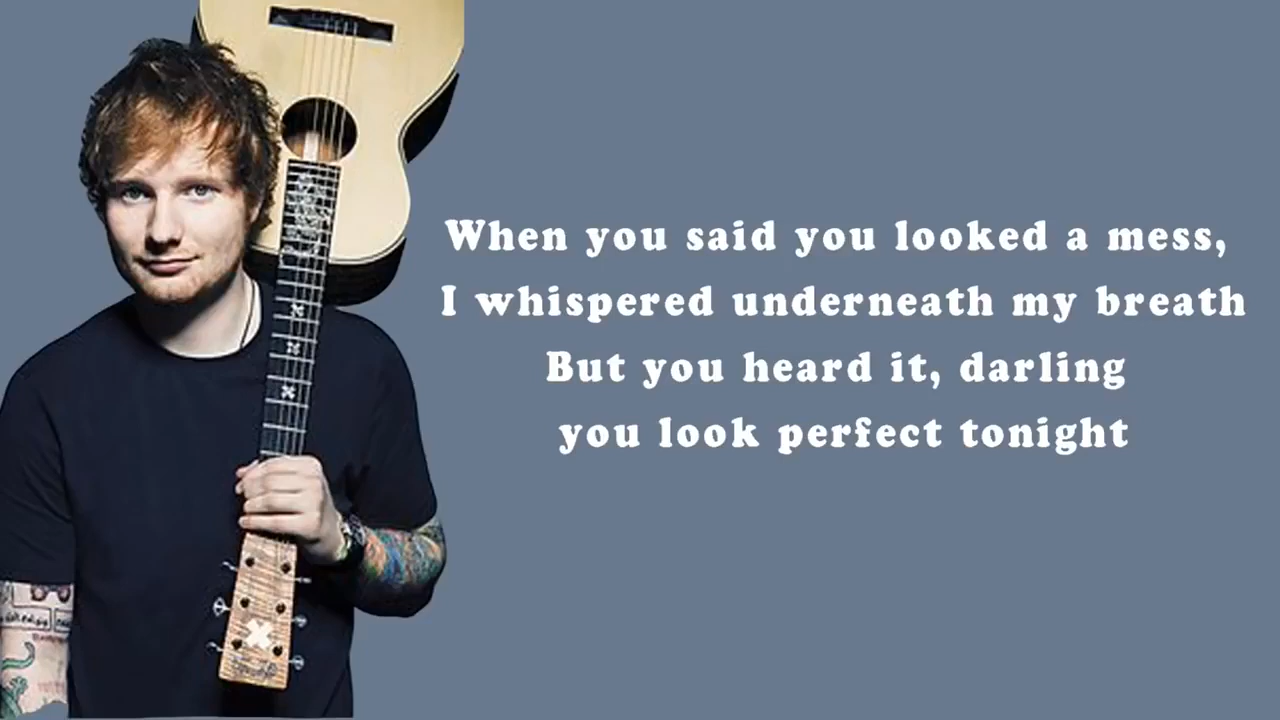 When you said you looked a mess,
I whispered underneath my breath
But you heard it, darling
you look perfect tonight